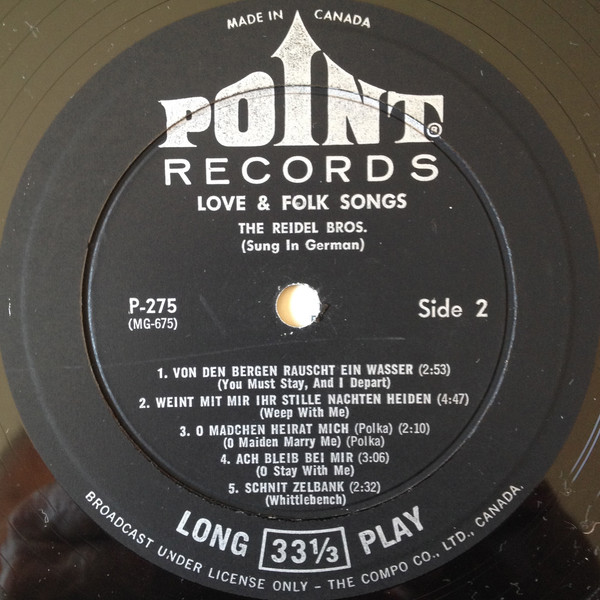 MADE IN CANADA
POINT®
RECORDS
LOVE & FOLK SONGS
THE REIDEL BROS.
(Sung In German)
P-275
(MG-675)
Side 2
1. VON DEN BERGEN RAUSCHT EIN WASSER (2:53)
(You Must Stay, And I Depart)
2. WEINT MIT MIR IHR STILLE NACHTEN HEIDEN (4:47)
(Weep With Me)
3. O MADCHEN HEIRAT MICH (Polka) (2:10)
(O Maiden Marry Me) (Polka)
4. ACH BLEIB BEI MIR (3:06)
(O Stay With Me)
5. SCHNIT ZELBANK (2:32)
(Whittlebench)
LONG 33⅓ PLAY
BROADCAST UNDER LICENSE ONLY - THE COMPO CO., LTD., CANADA.